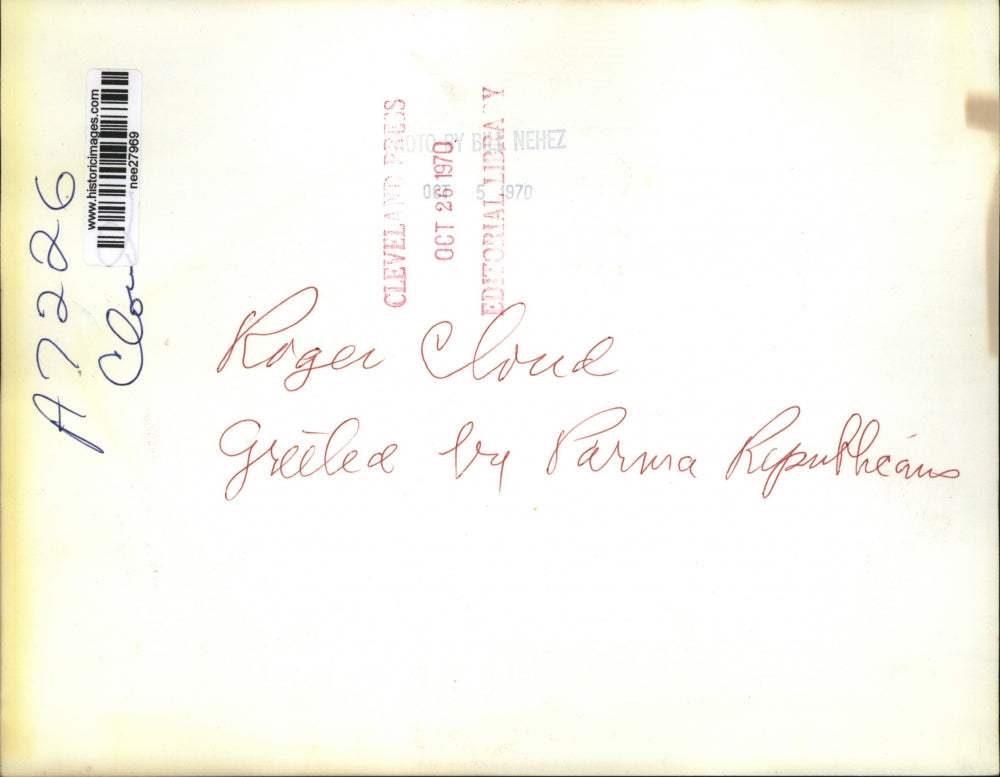 www.historicimages.com
nee27969
A7226
PHOTO BY BILL NEHEZ
OCT 5 1970
CLEVELAND PRESS
OCT 26 1970
EDITORIAL LIBRARY
Roger Cloud
Greeted by Parma Republicans